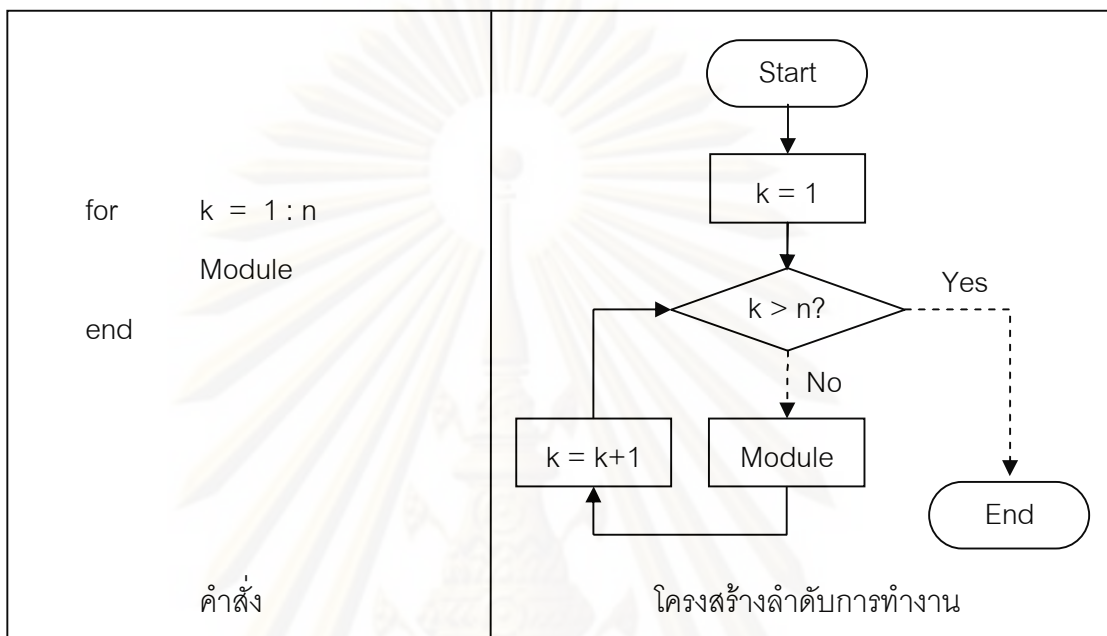 for k = 1 : n
Module
end
คำสั่ง
Start
k = 1
k > n?
Yes
No
k = k+1
Module
End
โครงสร้างลำดับการทำงาน